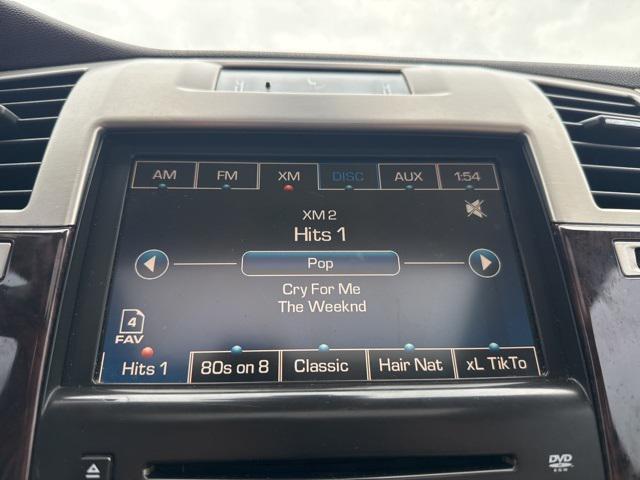 AM FM XM DISC AUX 1:54
XM 2
Hits 1
Pop
Cry For Me
The Weeknd
4
FAV
Hits 1 80s on 8 Classic Hair Nat xL TikTo
DVD